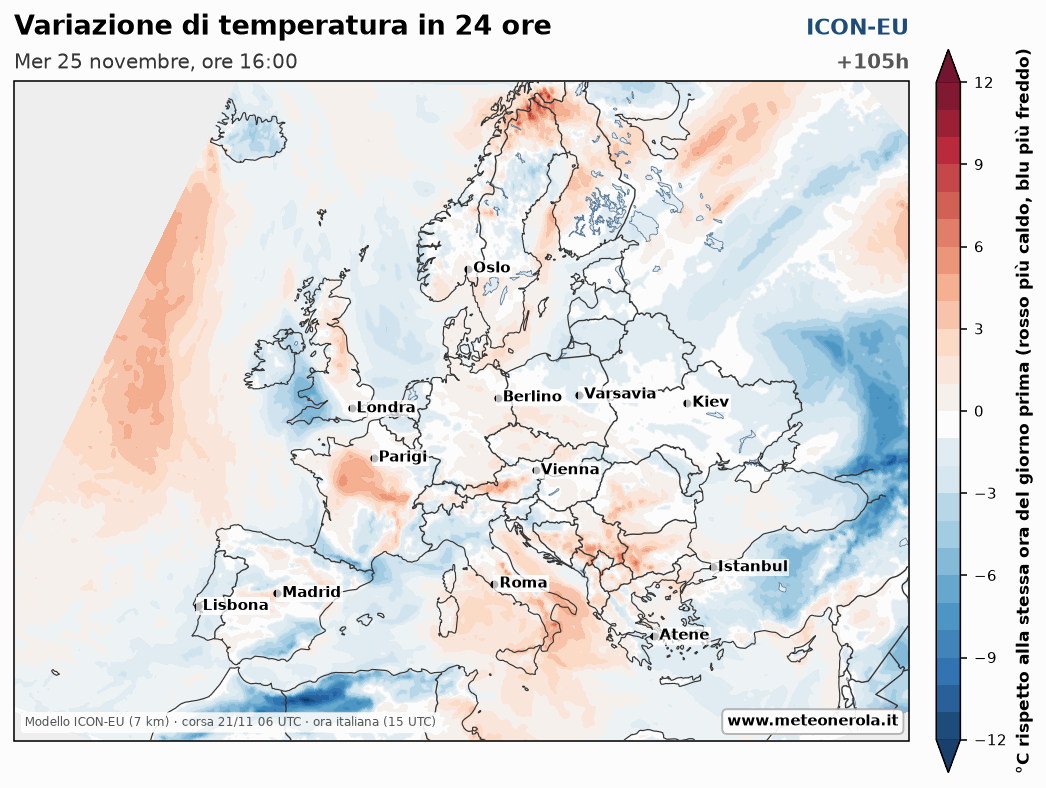 Variazione di temperatura in 24 ore
ICON-EU
Mer 25 novembre, ore 16:00
+105h
Oslo
Londra
Berlino
Varsavia
Kiev
Parigi
Vienna
Lisbona
Madrid
Roma
Istanbul
Atene
Modello ICON-EU (7 km) · corsa 21/11 06 UTC · ora italiana (15 UTC)
www.meteonerola.it
12
9
6
3
0
−3
−6
−9
−12
°C rispetto alla stessa ora del giorno prima (rosso più caldo, blu più freddo)